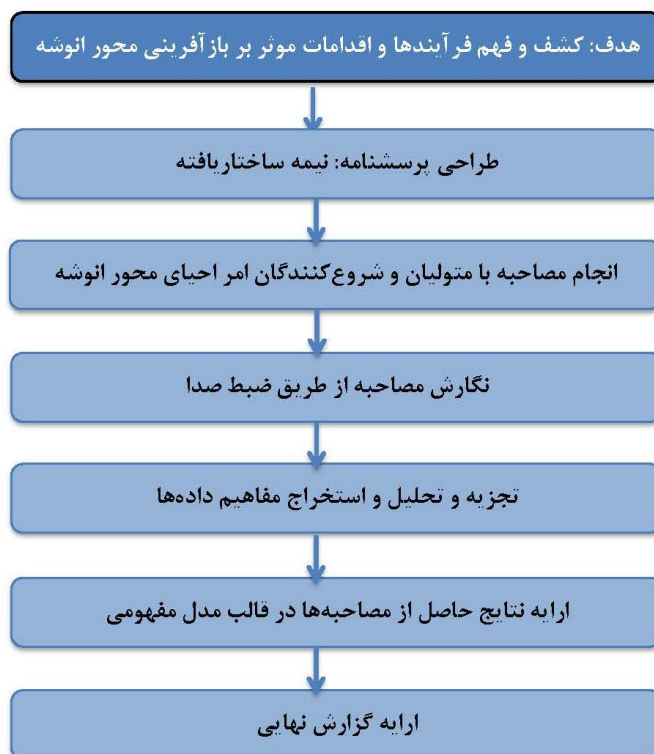 هدف: کشف و فهم فرآیندها و اقدامات موثر بر بازآفرینی محور انوشه
طراحی پرسشنامه: نیمه ساختاریافته
انجام مصاحبه با متولیان و شروع‌کنندگان امر احیای محور انوشه
نگارش مصاحبه از طریق ضبط صدا
تجزیه و تحلیل و استخراج مفاهیم داده‌ها
ارایه نتایج حاصل از مصاحبه‌ها در قالب مدل مفهومی
ارایه گزارش نهایی